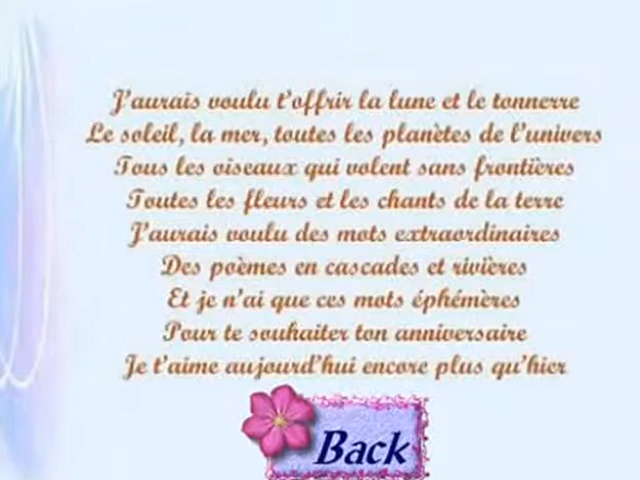 J'aurais voulu t'offrir la lune et le tonnerre
Le soleil, la mer, toutes les planètes de l'univers
Tous les oiseaux qui volent sans frontières
Toutes les fleurs et les chants de la terre
J'aurais voulu des mots extraordinaires
Des poèmes en cascades et rivières
Et je n'ai que ces mots éphémères
Pour te souhaiter ton anniversaire
Je t'aime aujourd'hui encore plus qu'hier
Back